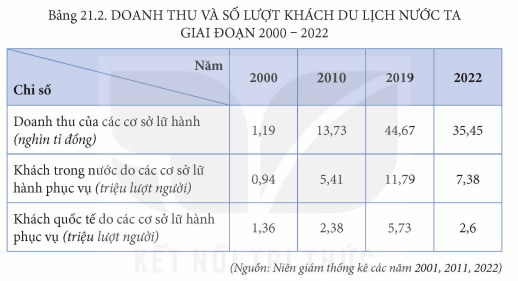 Bảng 21.2. DOANH THU VÀ SỐ LƯỢT KHÁCH DU LỊCH NƯỚC TA
GIAI ĐOẠN 2000 – 2022
Năm
Chỉ số
2000 2010 2019 2022
Doanh thu của các cơ sở lữ hành
(nghìn tỉ đồng)
1,19 13,73 44,67 35,45
Khách trong nước do các cơ sở lữ
hành phục vụ (triệu lượt người)
0,94 5,41 11,79 7,38
Khách quốc tế do các cơ sở lữ hành
phục vụ (triệu lượt người)
1,36 2,38 5,73 2,6
KẾT NỐI TRI THỨC
(Nguồn: Niên giám thống kê các năm 2001, 2011, 2022)